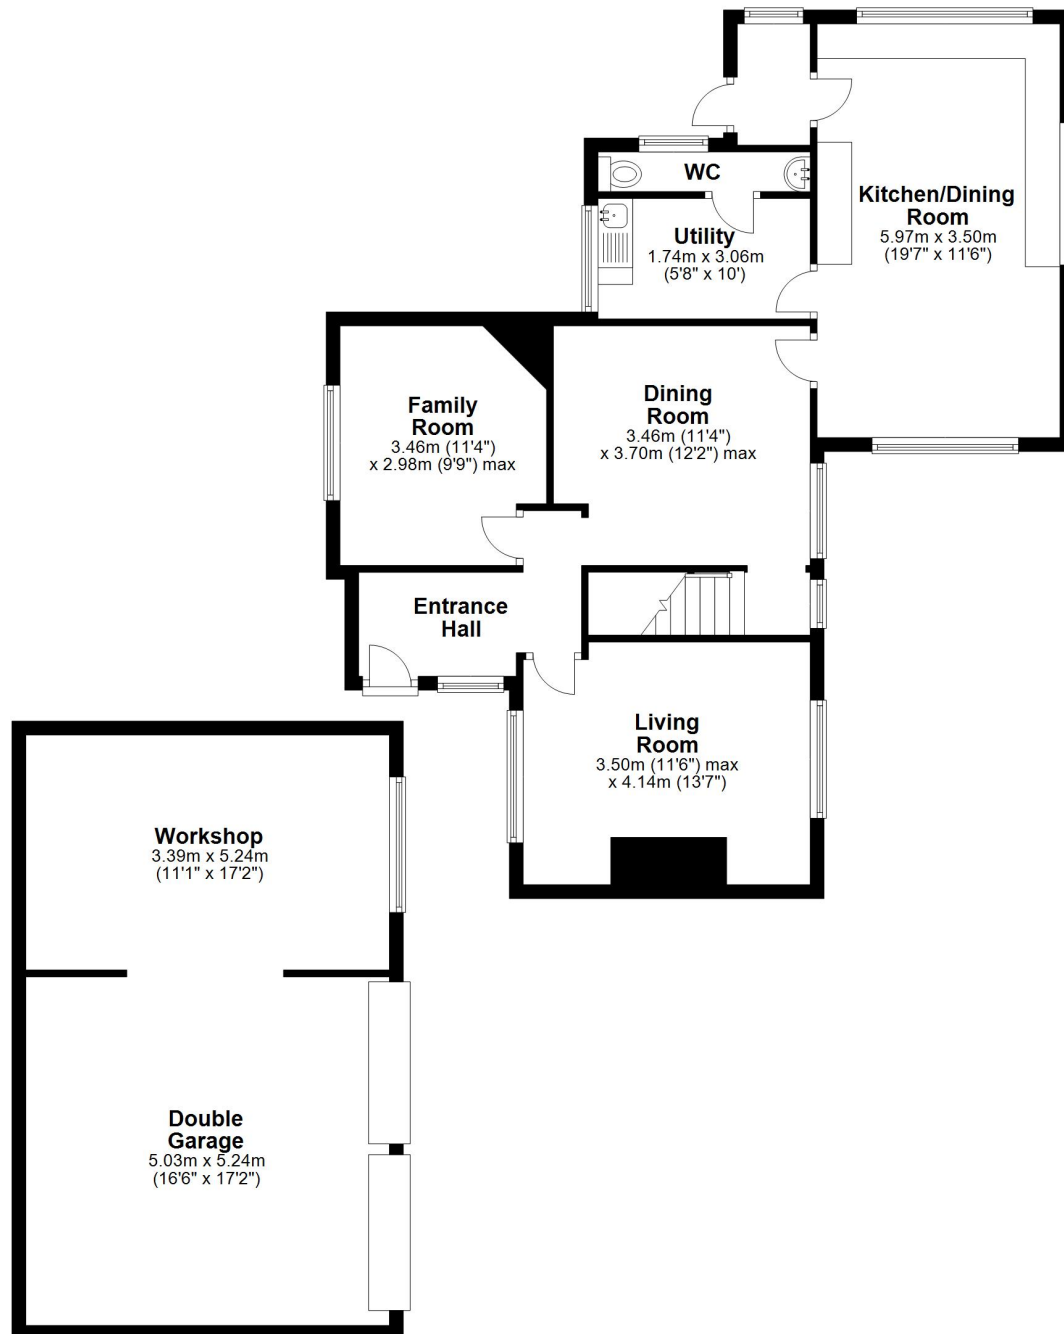 WC
Kitchen/Dining
Room
5.97m x 3.50m
(19'7" x 11'6")
Utility
1.74m x 3.06m
(5'8" x 10')
Family
Room
3.46m (11'4")
x 2.98m (9'9") max
Dining
Room
3.46m (11'4")
x 3.70m (12'2") max
Entrance
Hall
Living
Room
3.50m (11'6") max
x 4.14m (13'7")
Workshop
3.39m x 5.24m
(11'1" x 17'2")
Double
Garage
5.03m x 5.24m
(16'6" x 17'2")